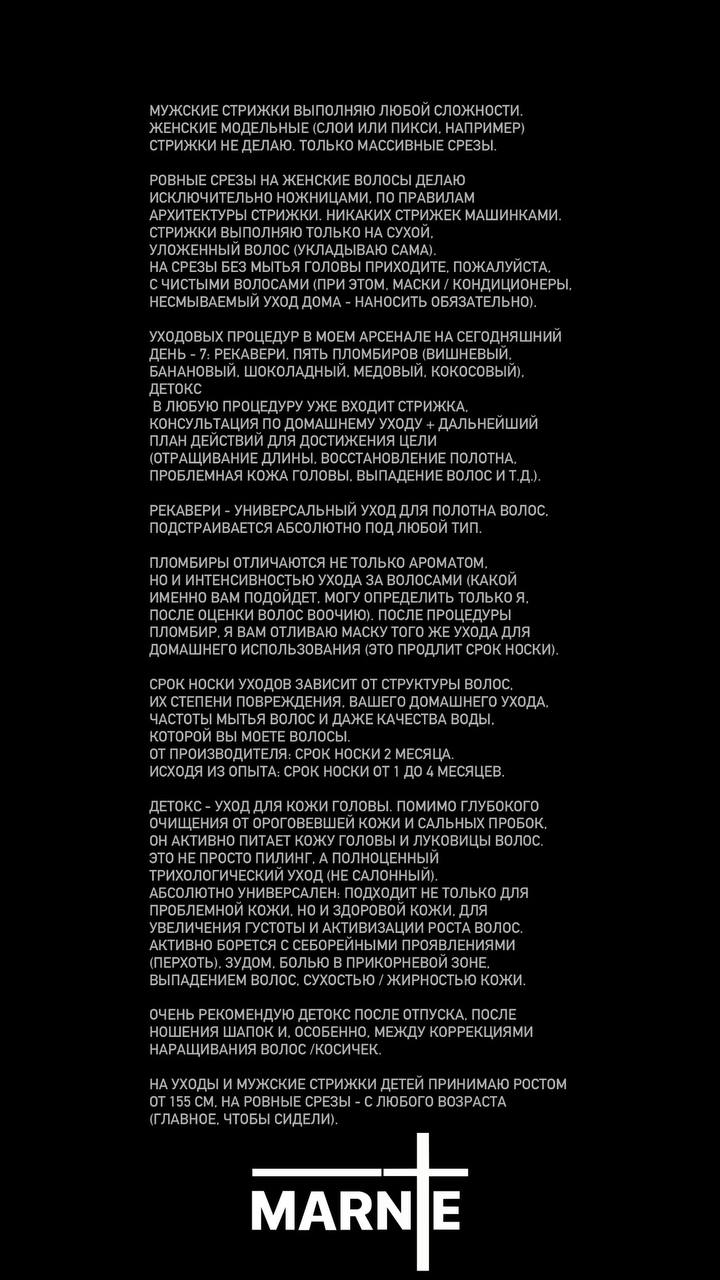 МУЖСКИЕ СТРИЖКИ ВЫПОЛНЯЮ ЛЮБОЙ СЛОЖНОСТИ.
ЖЕНСКИЕ МОДЕЛЬНЫЕ (СЛОИ ИЛИ ПИКСИ, НАПРИМЕР)
СТРИЖКИ НЕ ДЕЛАЮ. ТОЛЬКО МАССИВНЫЕ СРЕЗЫ.
РОВНЫЕ СРЕЗЫ НА ЖЕНСКИЕ ВОЛОСЫ ДЕЛАЮ
ИСКЛЮЧИТЕЛЬНО НОЖНИЦАМИ, ПО ПРАВИЛАМ
АРХИТЕКТУРЫ СТРИЖКИ. НИКАКИХ СТРИЖЕК МАШИНКАМИ.
СТРИЖКИ ВЫПОЛНЯЮ ТОЛЬКО НА СУХОЙ,
УЛОЖЕННЫЙ ВОЛОС (УКЛАДЫВАЮ САМА).
НА СРЕЗЫ БЕЗ МЫТЬЯ ГОЛОВЫ ПРИХОДИТЕ, ПОЖАЛУЙСТА,
С ЧИСТЫМИ ВОЛОСАМИ (ПРИ ЭТОМ, МАСКИ / КОНДИЦИОНЕРЫ,
НЕСМЫВАЕМЫЙ УХОД ДОМА - НАНОСИТЬ ОБЯЗАТЕЛЬНО).
УХОДОВЫХ ПРОЦЕДУР В МОЕМ АРСЕНАЛЕ НА СЕГОДНЯШНИЙ
ДЕНЬ - 7: РЕКАВЕРИ, ПЯТЬ ПЛОМБИРОВ (ВИШНЕВЫЙ,
БАНАНОВЫЙ, ШОКОЛАДНЫЙ, МЕДОВЫЙ, КОКОСОВЫЙ),
ДЕТОКС
В ЛЮБУЮ ПРОЦЕДУРУ УЖЕ ВХОДИТ СТРИЖКА,
КОНСУЛЬТАЦИЯ ПО ДОМАШНЕМУ УХОДУ + ДАЛЬНЕЙШИЙ
ПЛАН ДЕЙСТВИЙ ДЛЯ ДОСТИЖЕНИЯ ЦЕЛИ
(ОТРАЩИВАНИЕ ДЛИНЫ, ВОССТАНОВЛЕНИЕ ПОЛОТНА,
ПРОБЛЕМНАЯ КОЖА ГОЛОВЫ, ВЫПАДЕНИЕ ВОЛОС И Т.Д.).
РЕКАВЕРИ - УНИВЕРСАЛЬНЫЙ УХОД ДЛЯ ПОЛОТНА ВОЛОС,
ПОДСТРАИВАЕТСЯ АБСОЛЮТНО ПОД ЛЮБОЙ ТИП.
ПЛОМБИРЫ ОТЛИЧАЮТСЯ НЕ ТОЛЬКО АРОМАТОМ,
НО И ИНТЕНСИВНОСТЬЮ УХОДА ЗА ВОЛОСАМИ (КАКОЙ
ИМЕННО ВАМ ПОДОЙДЕТ, МОГУ ОПРЕДЕЛИТЬ ТОЛЬКО Я,
ПОСЛЕ ОЦЕНКИ ВОЛОС ВООЧИЮ). ПОСЛЕ ПРОЦЕДУРЫ
ПЛОМБИР, Я ВАМ ОТЛИВАЮ МАСКУ ТОГО ЖЕ УХОДА ДЛЯ
ДОМАШНЕГО ИСПОЛЬЗОВАНИЯ (ЭТО ПРОДЛИТ СРОК НОСКИ).
СРОК НОСКИ УХОДОВ ЗАВИСИТ ОТ СТРУКТУРЫ ВОЛОС,
ИХ СТЕПЕНИ ПОВРЕЖДЕНИЯ, ВАШЕГО ДОМАШНЕГО УХОДА,
ЧАСТОТЫ МЫТЬЯ ВОЛОС И ДАЖЕ КАЧЕСТВА ВОДЫ,
КОТОРОЙ ВЫ МОЕТЕ ВОЛОСЫ.
ОТ ПРОИЗВОДИТЕЛЯ: СРОК НОСКИ 2 МЕСЯЦА.
ИСХОДЯ ИЗ ОПЫТА: СРОК НОСКИ ОТ 1 ДО 4 МЕСЯЦЕВ.
ДЕТОКС - УХОД ДЛЯ КОЖИ ГОЛОВЫ. ПОМИМО ГЛУБОКОГО
ОЧИЩЕНИЯ ОТ ОРОГОВЕВШЕЙ КОЖИ И САЛЬНЫХ ПРОБОК,
ОН АКТИВНО ПИТАЕТ КОЖУ ГОЛОВЫ И ЛУКОВИЦЫ ВОЛОС.
ЭТО НЕ ПРОСТО ПИЛИНГ, А ПОЛНОЦЕННЫЙ
ТРИХОЛОГИЧЕСКИЙ УХОД (НЕ САЛОННЫЙ).
АБСОЛЮТНО УНИВЕРСАЛЕН: ПОДХОДИТ НЕ ТОЛЬКО ДЛЯ
ПРОБЛЕМНОЙ КОЖИ, НО И ЗДОРОВОЙ КОЖИ, ДЛЯ
УВЕЛИЧЕНИЯ ГУСТОТЫ И АКТИВИЗАЦИИ РОСТА ВОЛОС.
АКТИВНО БОРЕТСЯ С СЕБОРЕЙНЫМИ ПРОЯВЛЕНИЯМИ
(ПЕРХОТЬ), ЗУДОМ, БОЛЬЮ В ПРИКОРНЕВОЙ ЗОНЕ,
ВЫПАДЕНИЕМ ВОЛОС, СУХОСТЬЮ / ЖИРНОСТЬЮ КОЖИ.
ОЧЕНЬ РЕКОМЕНДУЮ ДЕТОКС ПОСЛЕ ОТПУСКА, ПОСЛЕ
НОШЕНИЯ ШАПОК И, ОСОБЕННО, МЕЖДУ КОРРЕКЦИЯМИ
НАРАЩИВАНИЯ ВОЛОС /КОСИЧЕК.
НА УХОДЫ И МУЖСКИЕ СТРИЖКИ ДЕТЕЙ ПРИНИМАЮ РОСТОМ
ОТ 155 СМ, НА РОВНЫЕ СРЕЗЫ - С ЛЮБОГО ВОЗРАСТА
(ГЛАВНОЕ, ЧТОБЫ СИДЕЛИ).
MARNIE